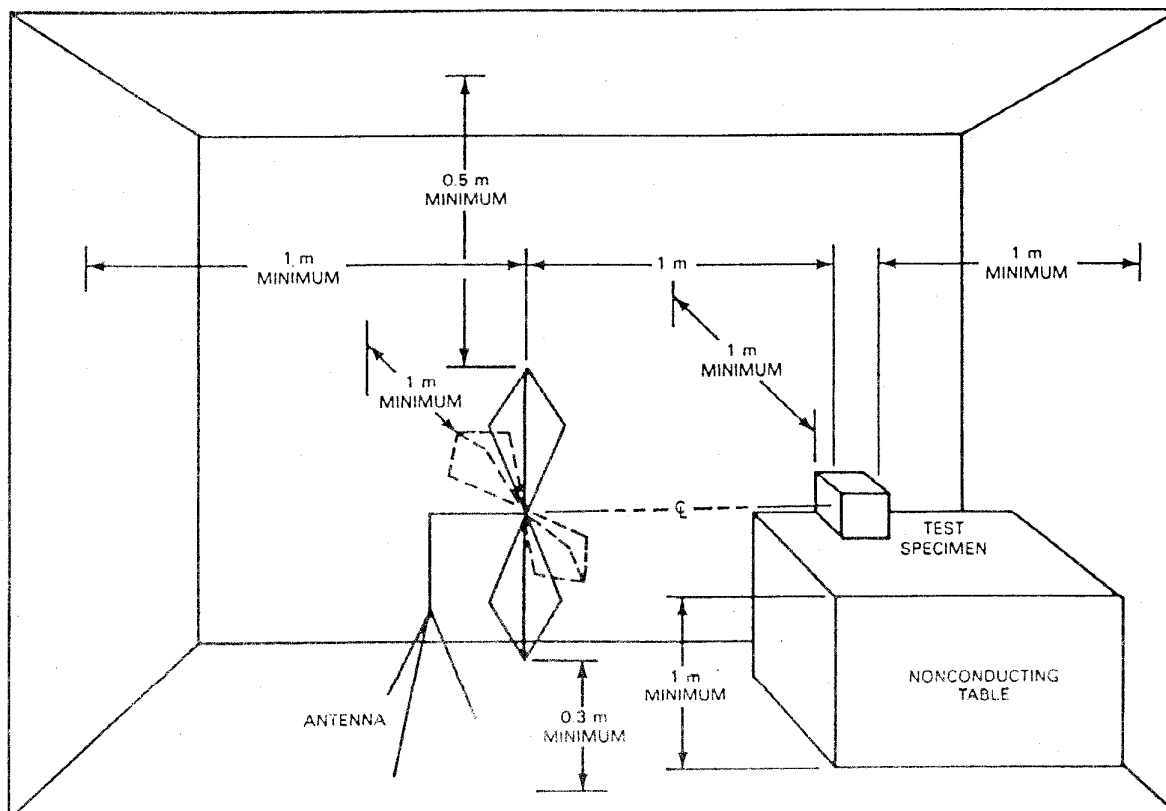 0.5 m
MINIMUM
1 m
MINIMUM
1 m
1 m
MINIMUM
1 m
MINIMUM
1 m
MINIMUM
℄
TEST
SPECIMEN
1 m
MINIMUM
NONCONDUCTING
TABLE
ANTENNA
0.3 m
MINIMUM